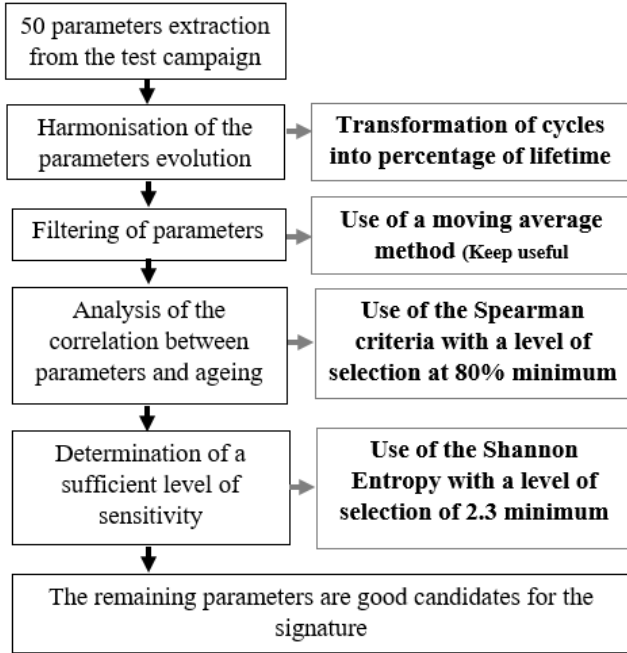 50 parameters extraction
from the test campaign
Harmonisation of the
parameters evolution
Transformation of cycles
into percentage of lifetime
Filtering of parameters
Use of a moving average
method (Keep useful
Analysis of the
correlation between
parameters and ageing
Use of the Spearman
criteria with a level of
selection at 80% minimum
Determination of a
sufficient level of
sensitivity
Use of the Shannon
Entropy with a level of
selection of 2.3 minimum
The remaining parameters are good candidates for the
signature